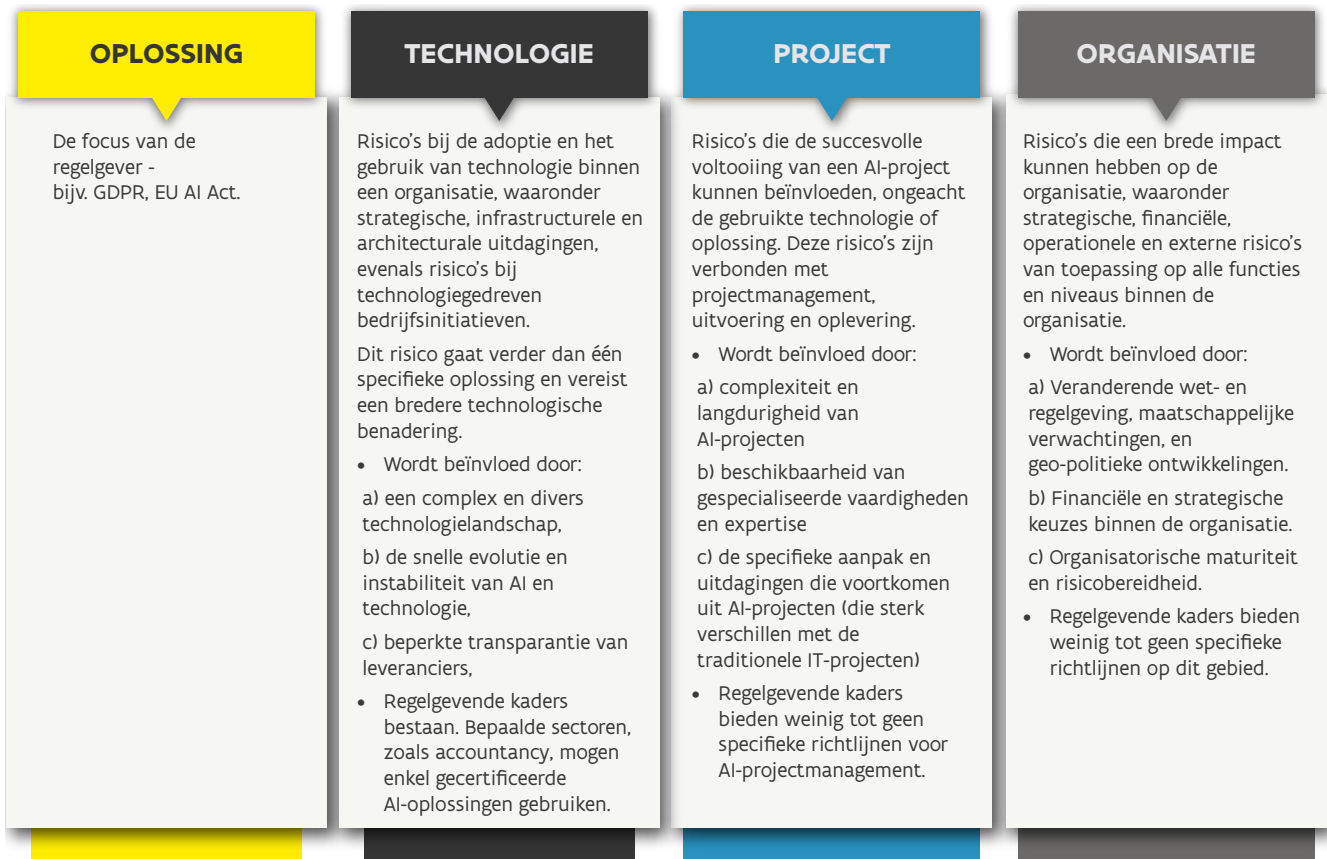 OPLOSSING
De focus van de
regelgever -
bijv. GDPR, EU AI Act.
TECHNOLOGIE
Risico's bij de adoptie en het
gebruik van technologie binnen
een organisatie, waaronder
strategische, infrastructurele en
architecturale uitdagingen,
evenals risico's bij
technologiegedreven
bedrijfsinitiatieven.
Dit risico gaat verder dan één
specifieke oplossing en vereist
een bredere technologische
benadering.
• Wordt beïnvloed door:
a) een complex en divers
technologielandschap,
b) de snelle evolutie en
instabiliteit van AI en
technologie,
c) beperkte transparantie van
leveranciers,
• Regelgevende kaders
bestaan. Bepaalde sectoren,
zoals accountancy, mogen
enkel gecertificeerde
AI-oplossingen gebruiken.
PROJECT
Risico's die de succesvolle
voltooiing van een AI-project
kunnen beïnvloeden, ongeacht
de gebruikte technologie of
oplossing. Deze risico's zijn
verbonden met
projectmanagement,
uitvoering en oplevering.
• Wordt beïnvloed door:
a) complexiteit en
langdurigheid van
AI-projecten
b) beschikbaarheid van
gespecialiseerde vaardigheden
en expertise
c) de specifieke aanpak en
uitdagingen die voortkomen
uit AI-projecten (die sterk
verschillen met de
traditionele IT-projecten)
• Regelgevende kaders
bieden weinig tot geen
specifieke richtlijnen voor
AI-projectmanagement.
ORGANISATIE
Risico's die een brede impact
kunnen hebben op de
organisatie, waaronder
strategische, financiële,
operationele en externe risico's
van toepassing op alle functies
en niveaus binnen de
organisatie.
• Wordt beïnvloed door:
a) Veranderende wet- en
regelgeving, maatschappelijke
verwachtingen, en
geo-politieke ontwikkelingen.
b) Financiële en strategische
keuzes binnen de organisatie.
c) Organisatorische maturiteit
en risicobereidheid.
• Regelgevende kaders bieden
weinig tot geen specifieke
richtlijnen op dit gebied.